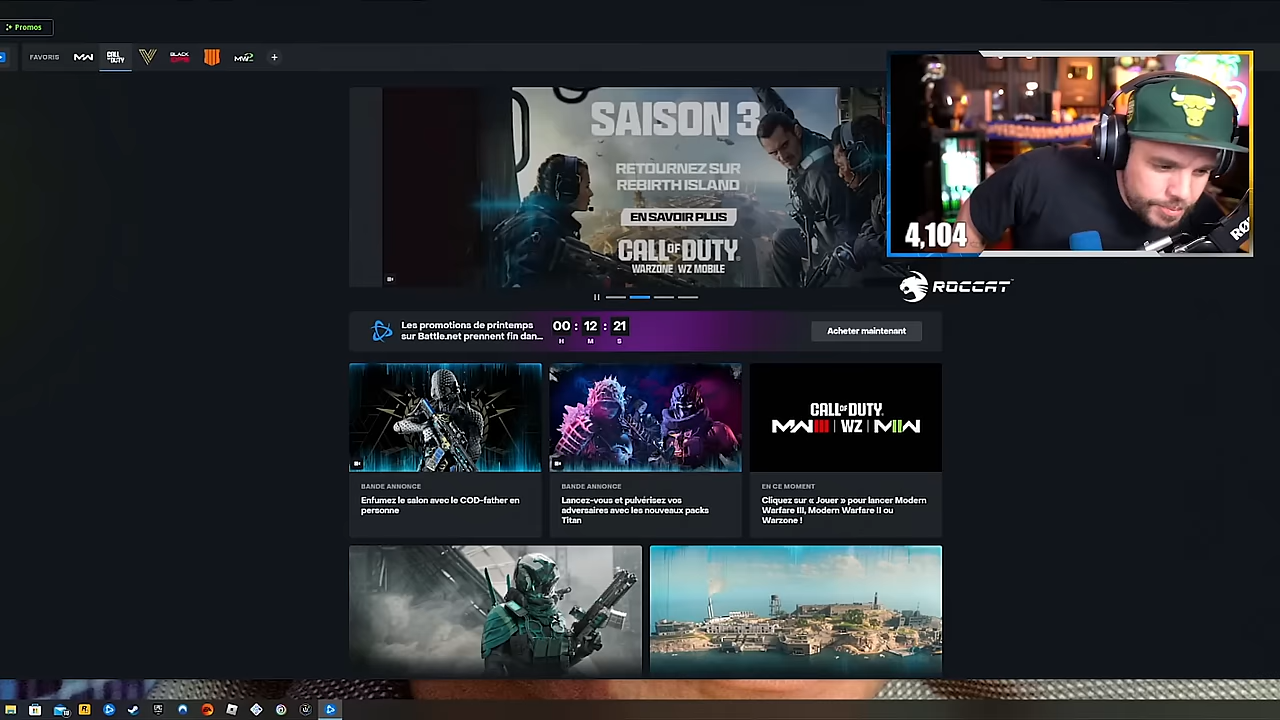 Promos
FAVORIS
CALL OF DUTY
BLACK OPS
MW2
SAISON 3
RETOURNEZ SUR
REBIRTH ISLAND
EN SAVOIR PLUS
CALL OF DUTY
WARZONE WZ MOBILE
4,104
ROCCAT
Les promotions de printemps
sur Battle.net prennent fin dan...
00 : 12 : 21
H M S
Acheter maintenant
CALL OF DUTY
MWIII | WZ | MWII
BANDE ANNONCE
Enfumez le salon avec le COD-father en
personne
BANDE ANNONCE
Lancez-vous et pulvérisez vos
adversaires avec les nouveaux packs
Titan
EN CE MOMENT
Cliquez sur « Jouer » pour lancer Modern
Warfare III, Modern Warfare II ou
Warzone !